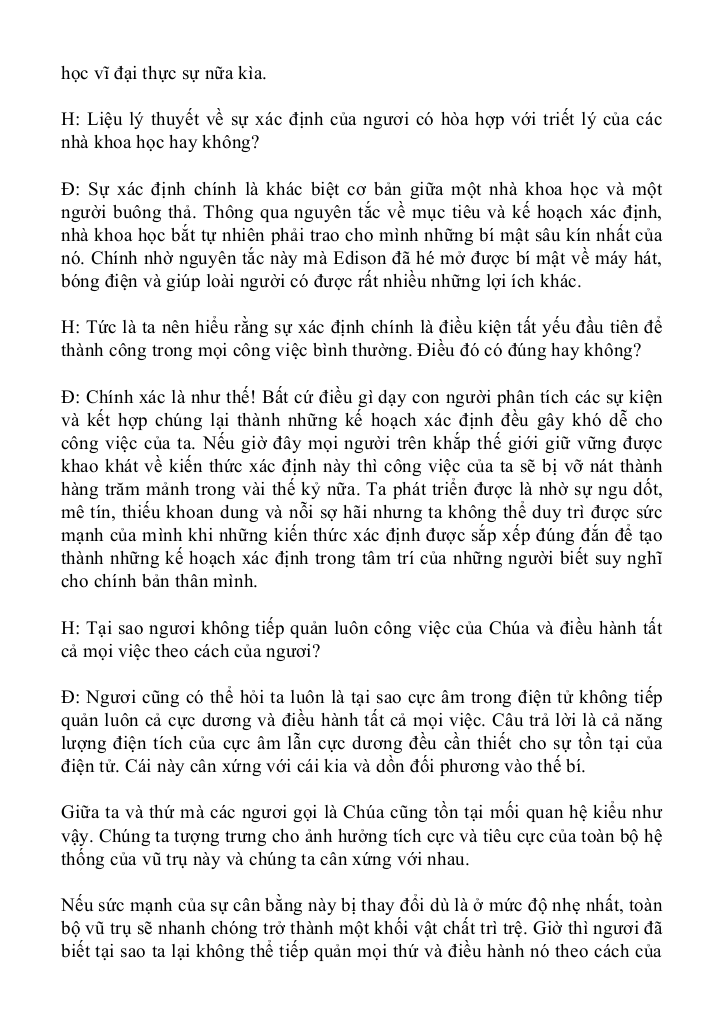 học vĩ đại thực sự nữa kìa.
H: Liệu lý thuyết về sự xác định của ngươi có hòa hợp với triết lý của các
nhà khoa học hay không?
Đ: Sự xác định chính là khác biệt cơ bản giữa một nhà khoa học và một
người buông thả. Thông qua nguyên tắc về mục tiêu và kế hoạch xác định,
nhà khoa học bắt tự nhiên phải trao cho mình những bí mật sâu kín nhất của
nó. Chính nhờ nguyên tắc này mà Edison đã hé mở được bí mật về máy hát,
bóng điện và giúp loài người có được rất nhiều những lợi ích khác.
H: Tức là ta nên hiểu rằng sự xác định chính là điều kiện tất yếu đầu tiên để
thành công trong mọi công việc bình thường. Điều đó có đúng hay không?
Đ: Chính xác là như thế! Bất cứ điều gì dạy con người phân tích các sự kiện
và kết hợp chúng lại thành những kế hoạch xác định đều gây khó dễ cho
công việc của ta. Nếu giờ đây mọi người trên khắp thế giới giữ vững được
khao khát về kiến thức xác định này thì công việc của ta sẽ bị vỡ nát thành
hàng trăm mảnh trong vài thế kỷ nữa. Ta phát triển được là nhờ sự ngu dốt,
mê tín, thiếu khoan dung và nỗi sợ hãi nhưng ta không thể duy trì được sức
mạnh của mình khi những kiến thức xác định được sắp xếp đúng đắn để tạo
thành những kế hoạch xác định trong tâm trí của những người biết suy nghĩ
cho chính bản thân mình.
H: Tại sao ngươi không tiếp quản luôn công việc của Chúa và điều hành tất
cả mọi việc theo cách của ngươi?
Đ: Ngươi cũng có thể hỏi ta luôn là tại sao cực âm trong điện tử không tiếp
quản luôn cả cực dương và điều hành tất cả mọi việc. Câu trả lời là cả năng
lượng điện tích của cực âm lẫn cực dương đều cần thiết cho sự tồn tại của
điện tử. Cái này cân xứng với cái kia và dồn đối phương vào thế bí.
Giữa ta và thứ mà các ngươi gọi là Chúa cũng tồn tại mối quan hệ kiểu như
vậy. Chúng ta tượng trưng cho ảnh hưởng tích cực và tiêu cực của toàn bộ hệ
thống của vũ trụ này và chúng ta cân xứng với nhau.
Nếu sức mạnh của sự cân bằng này bị thay đổi dù là ở mức độ nhẹ nhất, toàn
bộ vũ trụ sẽ nhanh chóng trở thành một khối vật chất trì trệ. Giờ thì ngươi đã
biết tại sao ta lại không thể tiếp quản mọi thứ và điều hành nó theo cách của